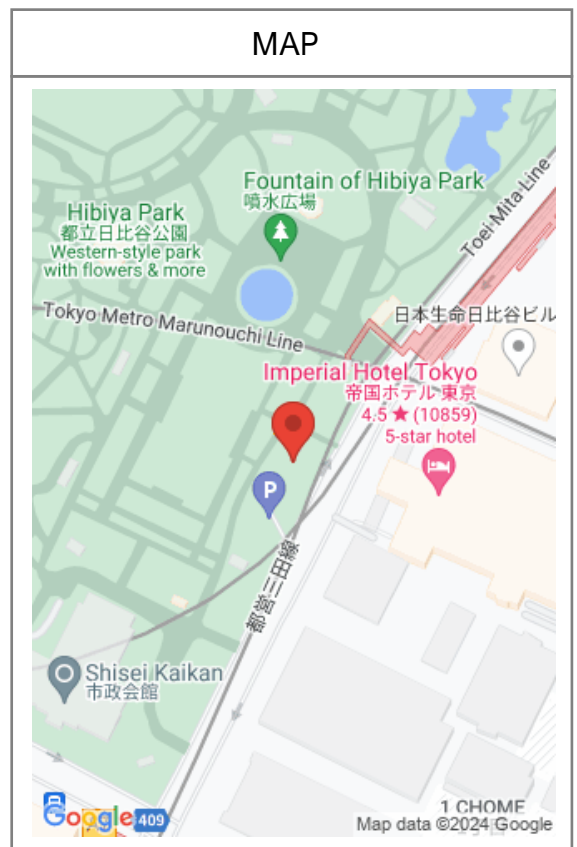 MAP
Fountain of Hibiya Park
噴水広場
Hibiya Park
都立日比谷公園
Western-style park
with flowers & more
Toei Mita Line
Tokyo Metro Marunouchi Line
日本生命日比谷ビル
Imperial Hotel Tokyo
帝国ホテル 東京
4.5 ★ (10859)
5-star hotel
P
都営三田線
Shisei Kaikan
市政会館
1 CHOME
Google
409
Map data ©2024 Google